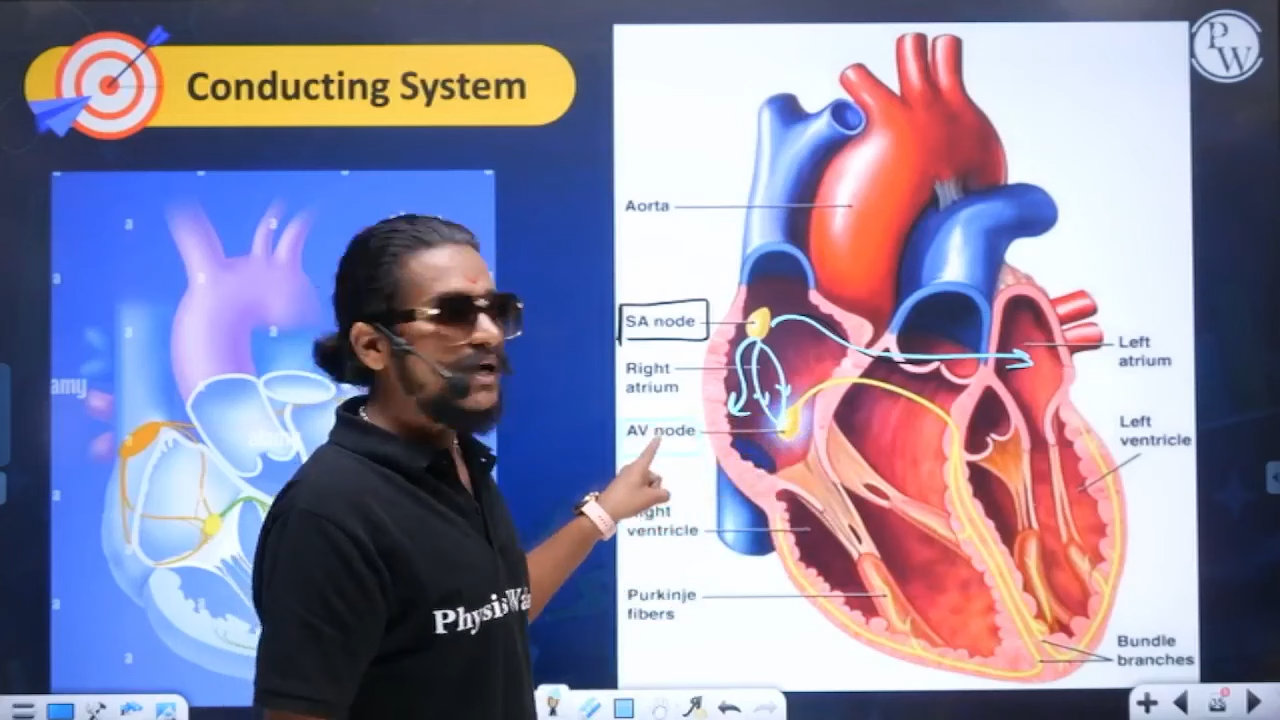 Conducting System
PW
Aorta
SA node
Right
atrium
AV node
ventricle
Purkinje
fibers
Left
atrium
Left
ventricle
Bundle
branches
a
a
a
a
a
a
a
a
a